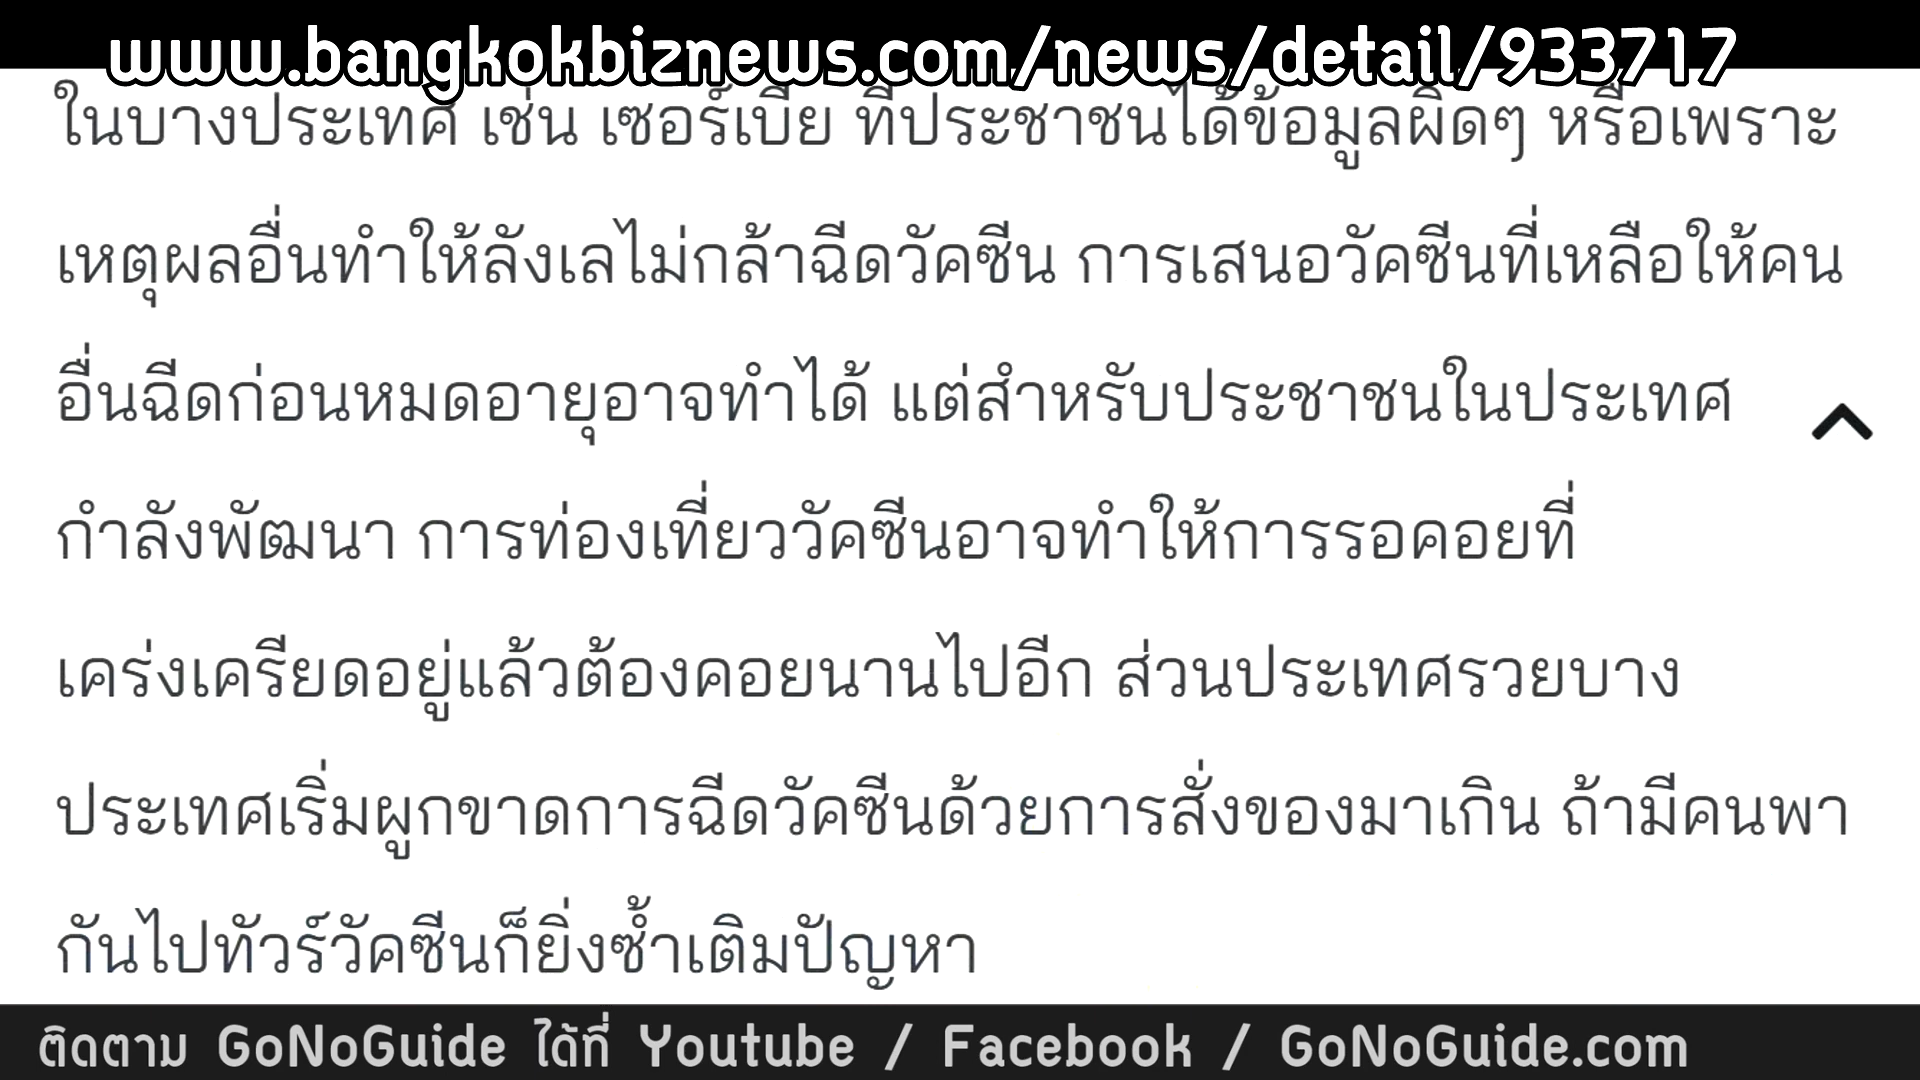 www.bangkokbiznews.com/news/detail/933717
ในบางประเทศ เช่น เซอร์เบีย ที่ประชาชนได้ข้อมูลผิดๆ หรือเพราะ
เหตุผลอื่นทำให้ลังเลไม่กล้าฉีดวัคซีน การเสนอวัคซีนที่เหลือให้คน
อื่นฉีดก่อนหมดอายุอาจทำได้ แต่สำหรับประชาชนในประเทศ
กำลังพัฒนา การท่องเที่ยววัคซีนอาจทำให้การรอคอยที่
เคร่งเครียดอยู่แล้วต้องคอยนานไปอีก ส่วนประเทศรวยบาง
ประเทศเริ่มผูกขาดการฉีดวัคซีนด้วยการสั่งของมาเกิน ถ้ามีคนพา
กันไปทัวร์วัคซีนก็ยิ่งซ้ำเติมปัญหา
ติดตาม GoNoGuide ได้ที่ Youtube / Facebook / GoNoGuide.com